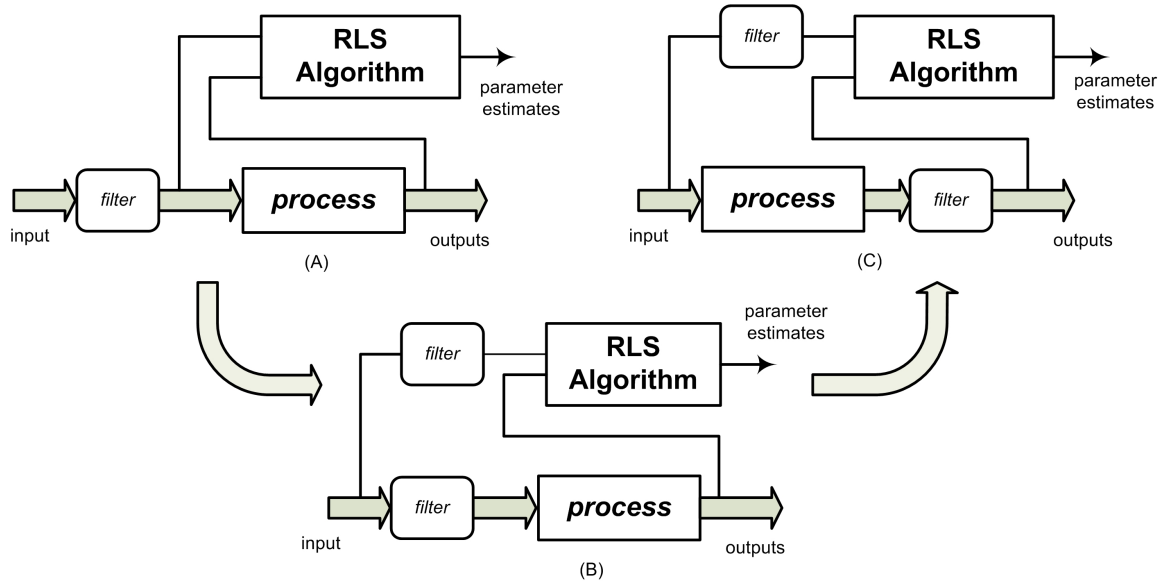 RLS
Algorithm
parameter
estimates
filter
process
input
outputs
(A)
filter
RLS
Algorithm
parameter
estimates
process
filter
input
outputs
(C)
parameter
estimates
filter
RLS
Algorithm
filter
process
input
outputs
(B)